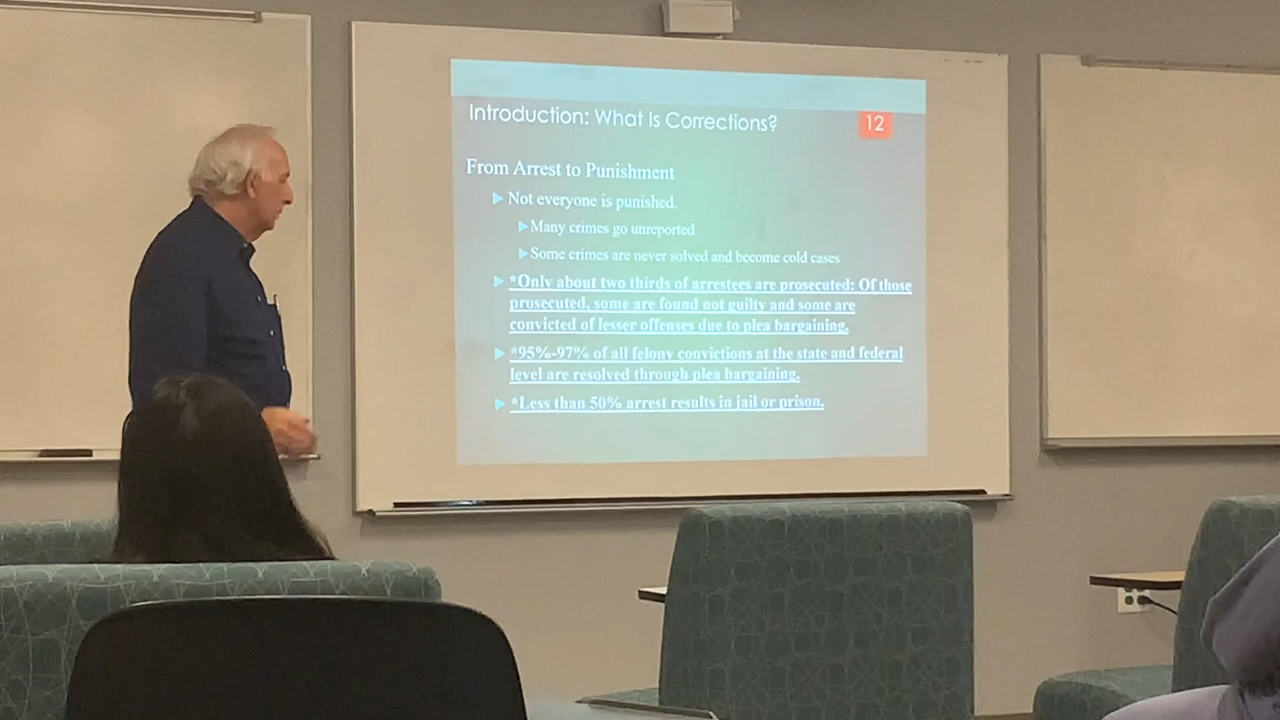 Introduction: What Is Corrections?
12
From Arrest to Punishment
Not everyone is punished.
Many crimes go unreported
Some crimes are never solved and become cold cases
*Only about two thirds of arrestees are prosecuted: Of those
prosecuted, some are found not guilty and some are
convicted of lesser offenses due to plea bargaining.
*95%-97% of all felony convictions at the state and federal
level are resolved through plea bargaining.
*Less than 50% arrest results in jail or prison.